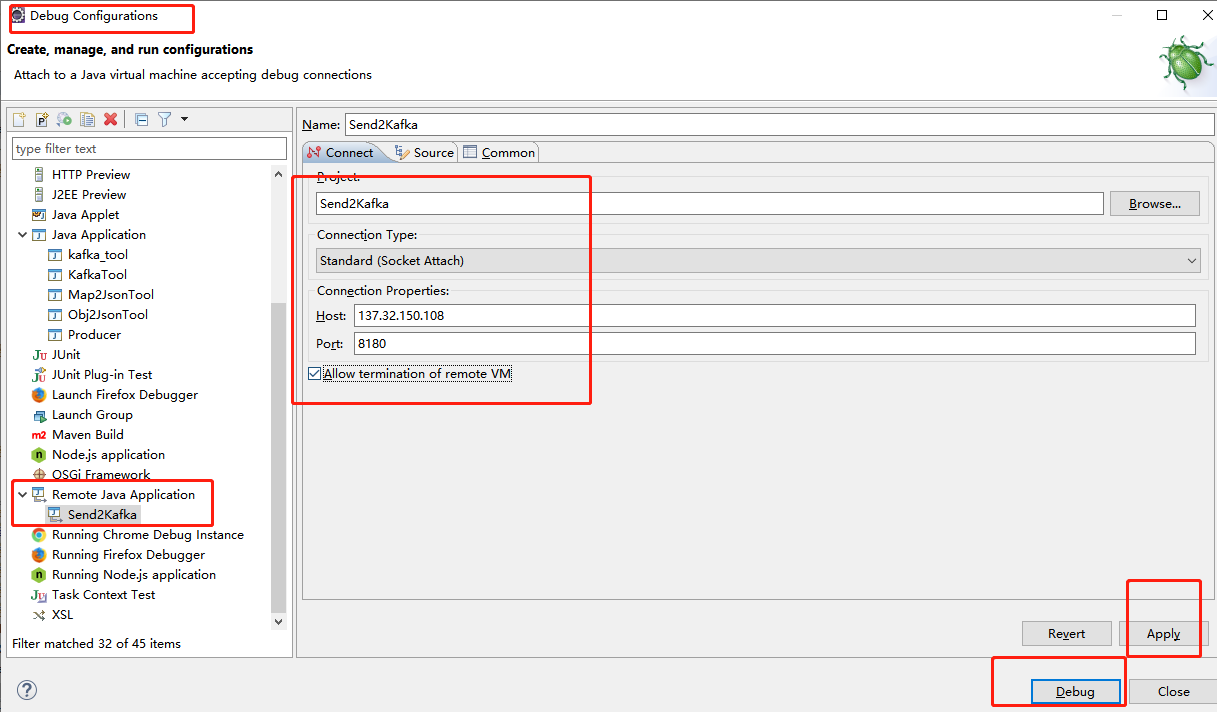 Debug Configurations
Create, manage, and run configurations
Attach to a Java virtual machine accepting debug connections
type filter text
HTTP Preview
J2EE Preview
Java Applet
Java Application
kafka_tool
KafkaTool
Map2JsonTool
Obj2JsonTool
Producer
JUnit
JUnit Plug-in Test
Launch Firefox Debugger
Launch Group
Maven Build
Node.js application
OSGi Framework
Remote Java Application
Send2Kafka
Running Chrome Debug Instance
Running Firefox Debugger
Running Node.js application
Task Context Test
XSL
Filter matched 32 of 45 items
Name: Send2Kafka
Connect Source Common
Project:
Send2Kafka Browse...
Connection Type:
Standard (Socket Attach)
Connection Properties:
Host: 137.32.150.108
Port: 8180
Allow termination of remote VM
Revert Apply
Debug Close